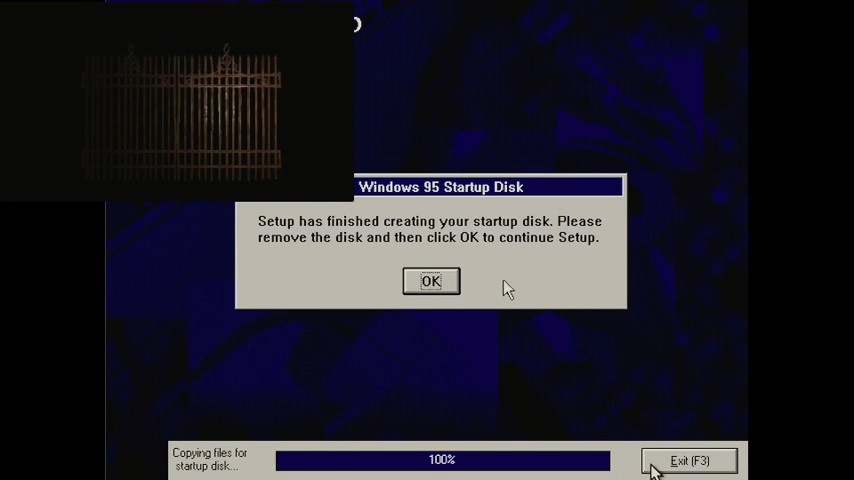 Windows 95 Startup Disk
Setup has finished creating your startup disk. Please
remove the disk and then click OK to continue Setup.
OK
Copying files for
startup disk...
100%
Exit (F3)